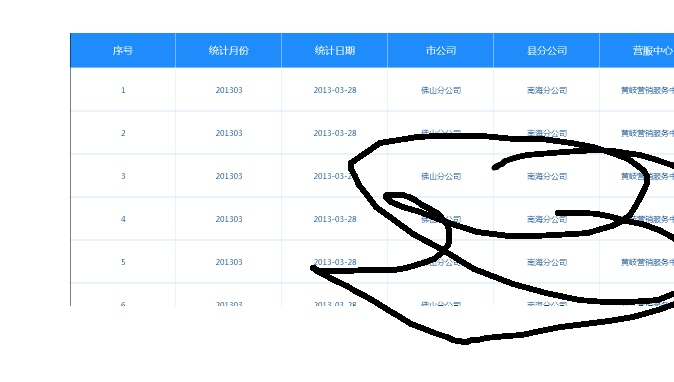 序号 统计月份 统计日期 市公司 县分公司 营服中心
1 201303 2013-03-28 佛山分公司 南海分公司 黄岐营销服务中
2 201303 2013-03-28 佛山分公司 南海分公司 黄岐营销服务中
3 201303 2013-03-2 佛山分公司 南海分公司 黄岐营销服务中
4 201303 2013-03-28 佛山分公司 南海分公司 黄岐营销服务中
5 201303 2013-03-28 佛山分公司 南海分公司 黄岐营销服务中
6 201303 2013-03-28 佛山分公司 南海分公司